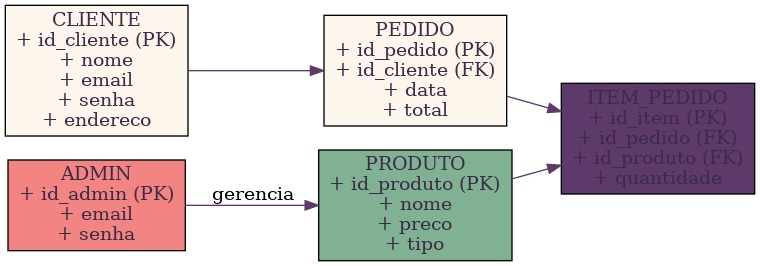 CLIENTE
+ id_cliente (PK)
+ nome
+ email
+ senha
+ endereco
PEDIDO
+ id_pedido (PK)
+ id_cliente (FK)
+ data
+ total
ITEM_PEDIDO
+ id_item (PK)
+ id_pedido (FK)
+ id_produto (FK)
+ quantidade
ADMIN
+ id_admin (PK)
+ email
+ senha
gerencia
PRODUTO
+ id_produto (PK)
+ nome
+ preco
+ tipo